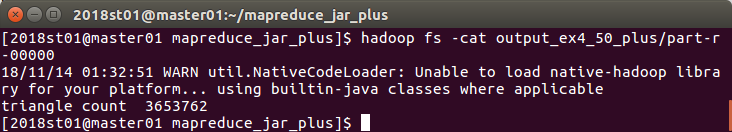 2018st01@master01:~/mapreduce_jar_plus
[2018st01@master01 mapreduce_jar_plus]$ hadoop fs -cat output_ex4_50_plus/part-r
-00000
18/11/14 01:32:51 WARN util.NativeCodeLoader: Unable to load native-hadoop libra
ry for your platform... using builtin-java classes where applicable
triangle count  3653762
[2018st01@master01 mapreduce_jar_plus]$